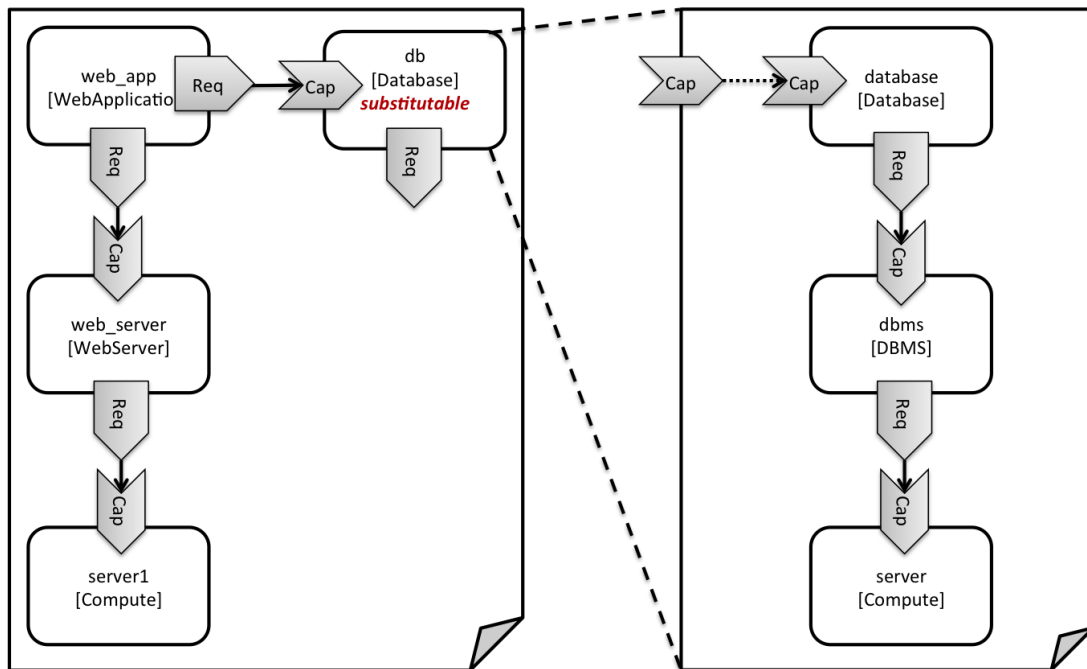 web_app
[WebApplicatio
Req
Cap
db
[Database]
substitutable
Req
Req
Cap
web_server
[WebServer]
Req
Cap
server1
[Compute]
Cap
Cap
database
[Database]
Req
Cap
dbms
[DBMS]
Req
Cap
server
[Compute]